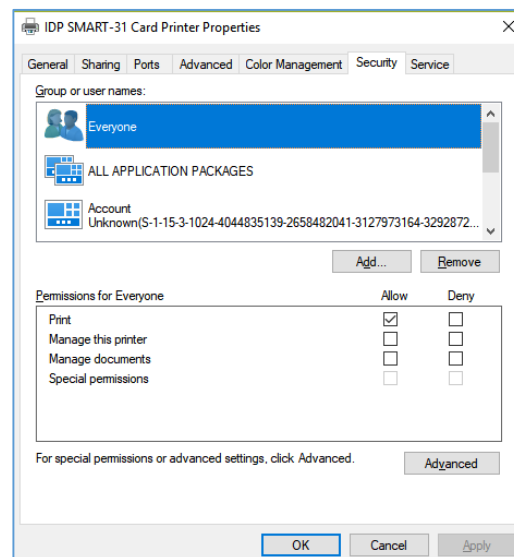 IDP SMART-31 Card Printer Properties
General Sharing Ports Advanced Color Management Security Service
Group or user names:
Everyone
ALL APPLICATION PACKAGES
Account
Unknown(S-1-15-3-1024-4044835139-2658482041-3127973164-3292872...
Add... Remove
Permissions for Everyone Allow Deny
Print
Manage this printer
Manage documents
Special permissions
For special permissions or advanced settings, click Advanced.
Advanced
OK Cancel Apply